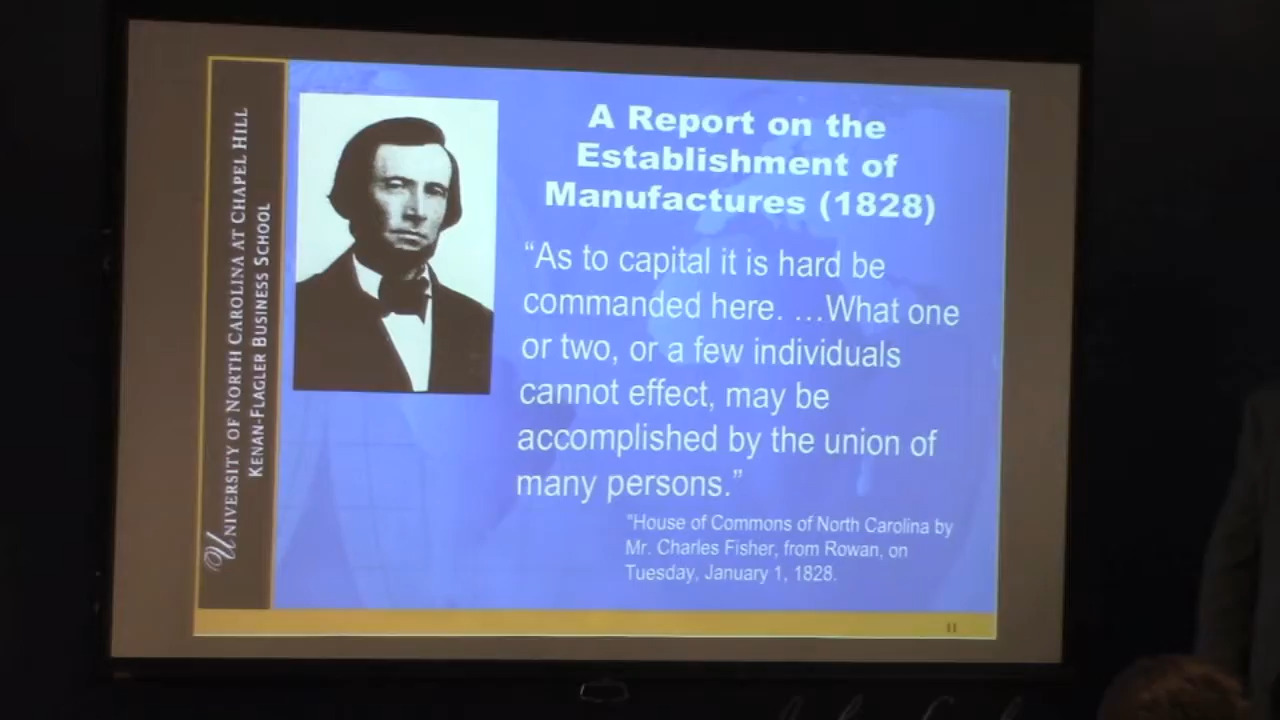 UNIVERSITY OF NORTH CAROLINA AT CHAPEL HILL
KENAN-FLAGLER BUSINESS SCHOOL
A Report on the
Establishment of
Manufactures (1828)
“As to capital it is hard be
commanded here. …What one
or two, or a few individuals
cannot effect, may be
accomplished by the union of
many persons.”
"House of Commons of North Carolina by
Mr. Charles Fisher, from Rowan, on
Tuesday, January 1, 1828.
11